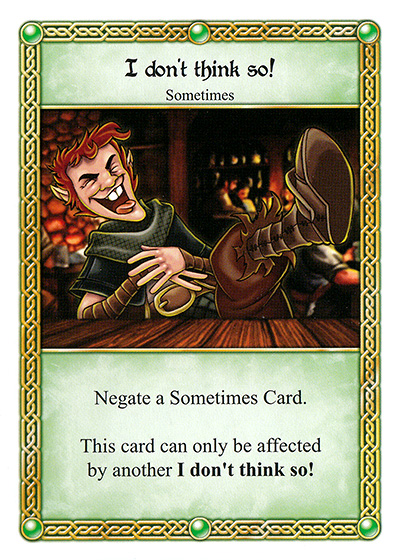 I don't think so!
Sometimes
Negate a Sometimes Card.
This card can only be affected
by another I don't think so!